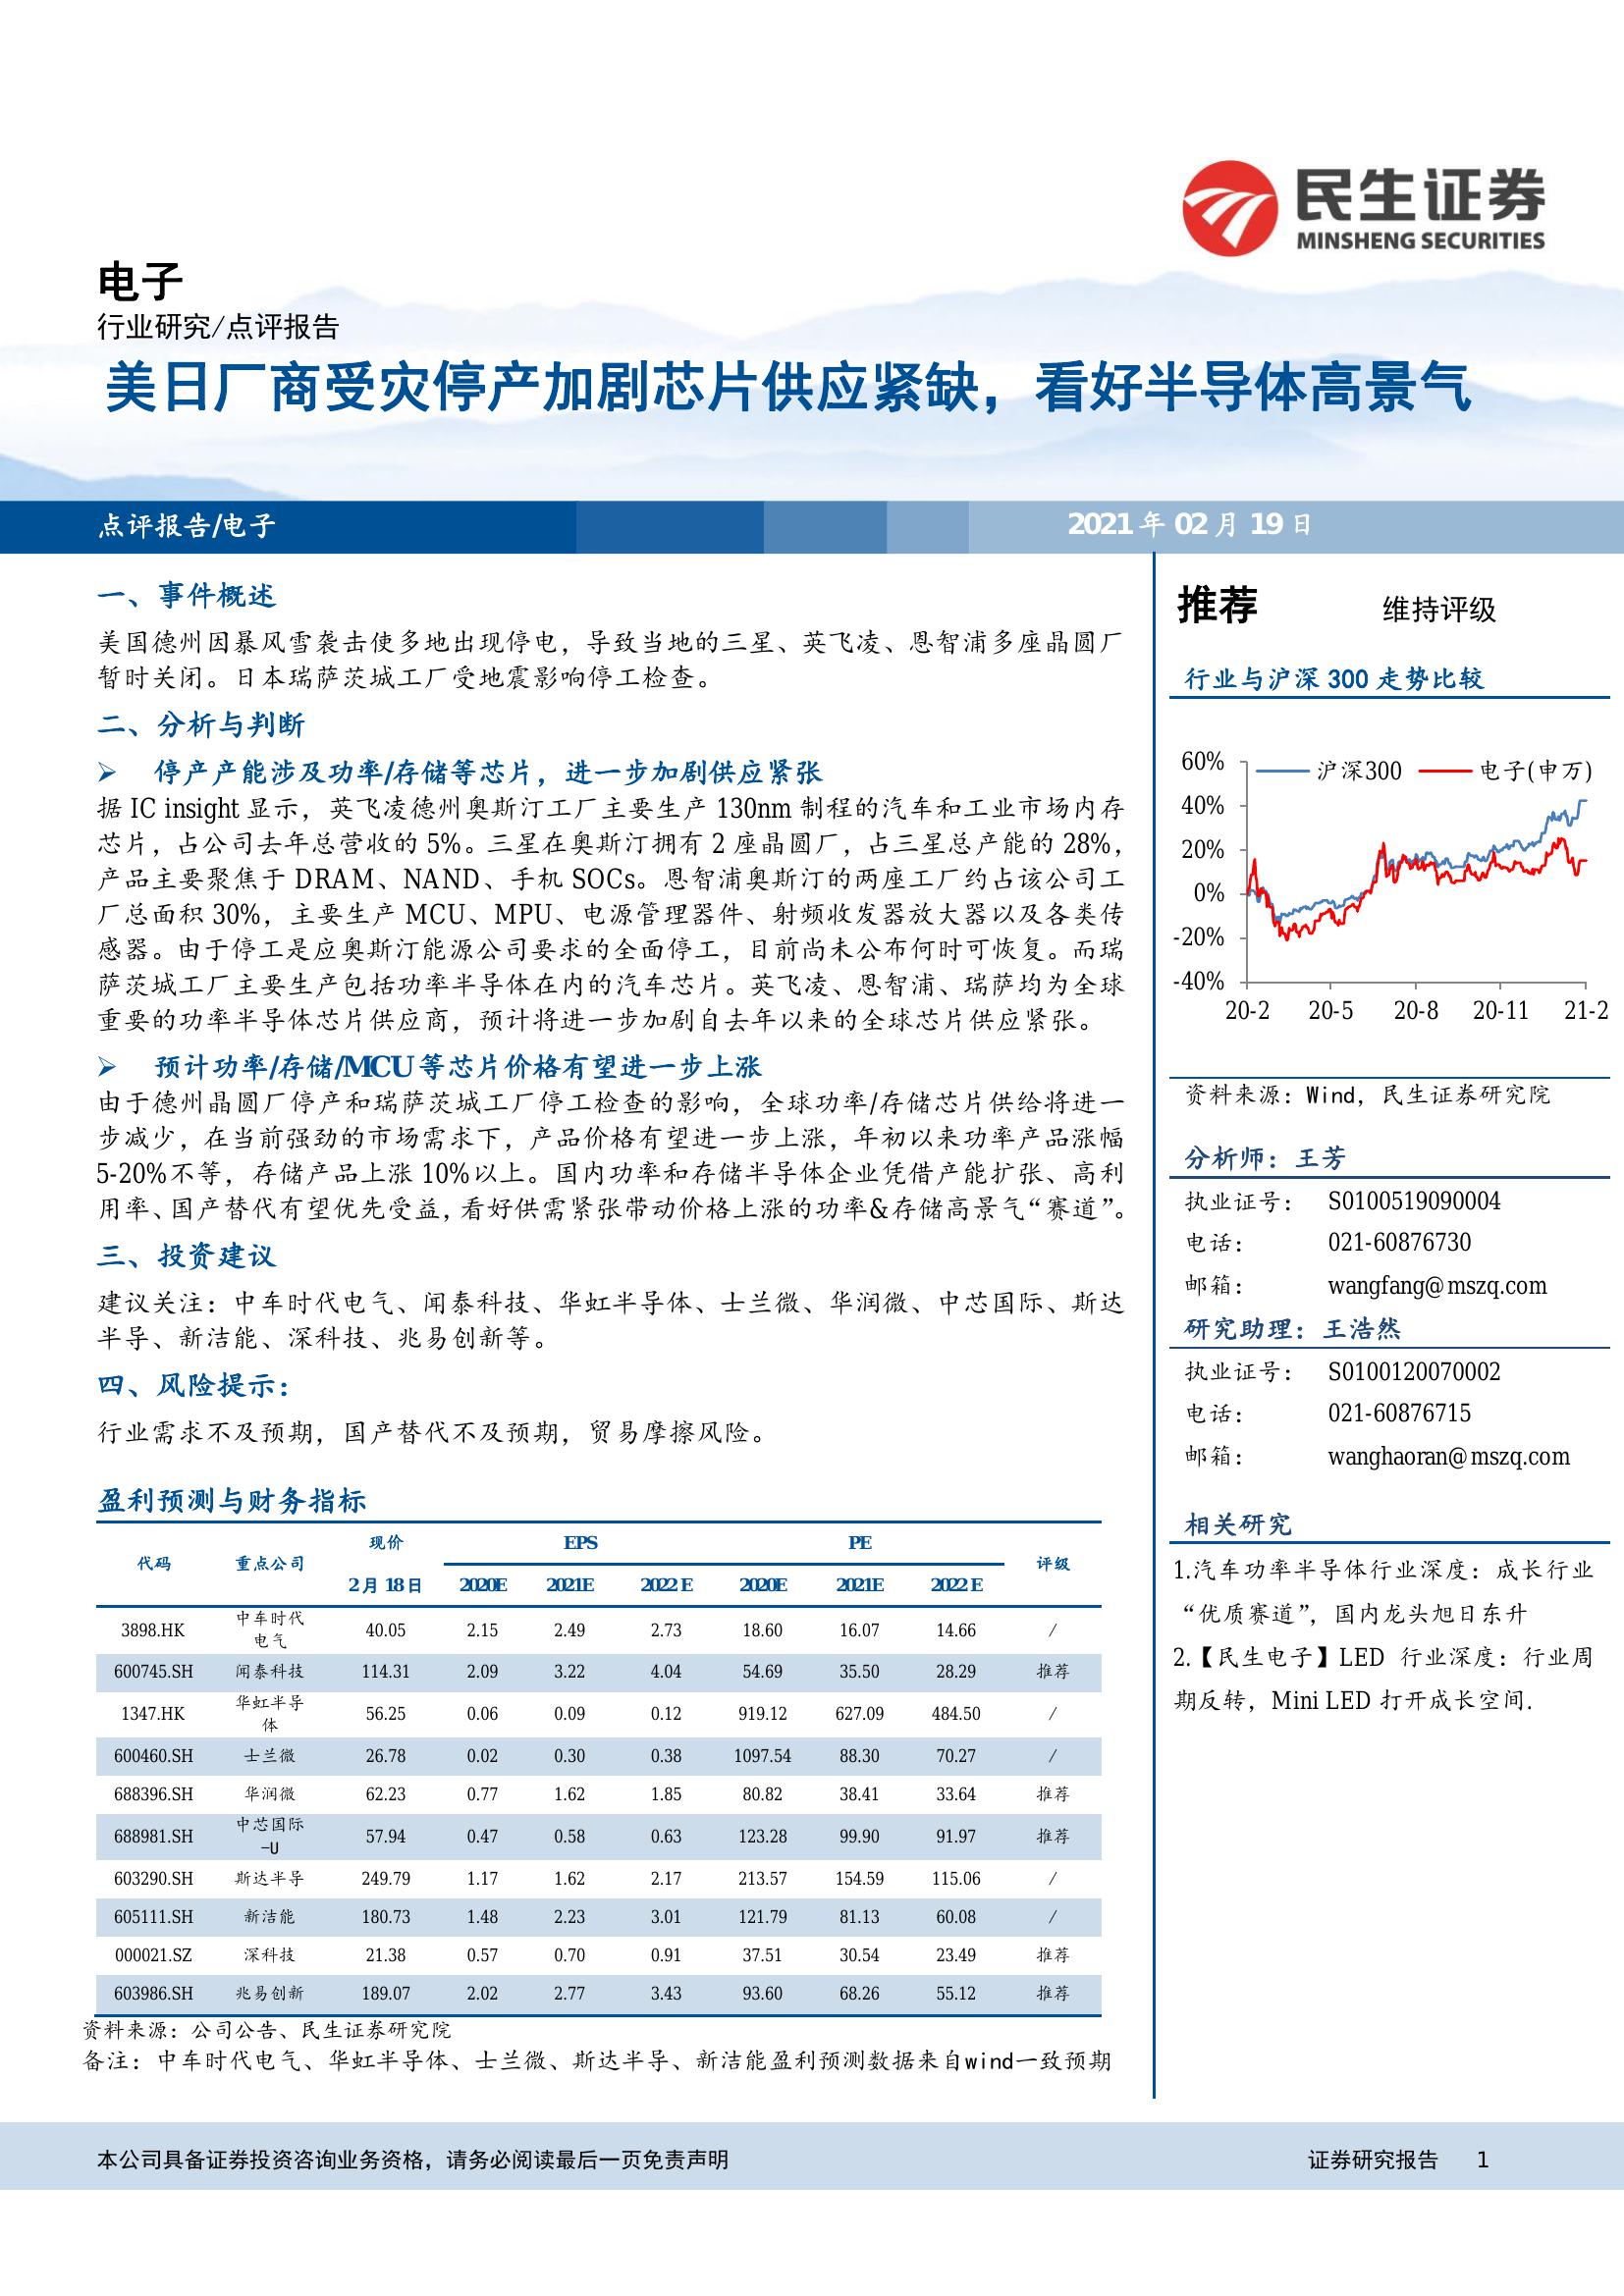 民生证券
MINSHENG SECURITIES
电子
行业研究/点评报告
美日厂商受灾停产加剧芯片供应紧缺，看好半导体高景气
点评报告/电子 2021 年 02 月 19 日
一、事件概述
美国德州因暴风雪袭击使多地出现停电，导致当地的三星、英飞凌、恩智浦多座晶圆厂
暂时关闭。日本瑞萨茨城工厂受地震影响停工检查。
二、分析与判断
➢ 停产产能涉及功率/存储等芯片，进一步加剧供应紧张
据 IC insight 显示，英飞凌德州奥斯汀工厂主要生产 130nm 制程的汽车和工业市场内存
芯片，占公司去年总营收的 5%。三星在奥斯汀拥有 2 座晶圆厂，占三星总产能的 28%，
产品主要聚焦于 DRAM、NAND、手机 SOCs。恩智浦奥斯汀的两座工厂约占该公司工
厂总面积 30%，主要生产 MCU、MPU、电源管理器件、射频收发器放大器以及各类传
感器。由于停工是应奥斯汀能源公司要求的全面停工，目前尚未公布何时可恢复。而瑞
萨茨城工厂主要生产包括功率半导体在内的汽车芯片。英飞凌、恩智浦、瑞萨均为全球
重要的功率半导体芯片供应商，预计将进一步加剧自去年以来的全球芯片供应紧张。
➢ 预计功率/存储/MCU 等芯片价格有望进一步上涨
由于德州晶圆厂停产和瑞萨茨城工厂停工检查的影响，全球功率/存储芯片供给将进一
步减少，在当前强劲的市场需求下，产品价格有望进一步上涨，年初以来功率产品涨幅
5-20%不等，存储产品上涨 10%以上。国内功率和存储半导体企业凭借产能扩张、高利
用率、国产替代有望优先受益，看好供需紧张带动价格上涨的功率&存储高景气“赛道”。
三、投资建议
建议关注：中车时代电气、闻泰科技、华虹半导体、士兰微、华润微、中芯国际、斯达
半导、新洁能、深科技、兆易创新等。
四、风险提示：
行业需求不及预期，国产替代不及预期，贸易摩擦风险。
盈利预测与财务指标
代码 重点公司 现价 EPS PE 评级
2 月 18 日 2020E 2021E 2022 E 2020E 2021E 2022 E
3898.HK 中车时代电气 40.05 2.15 2.49 2.73 18.60 16.07 14.66 /
600745.SH 闻泰科技 114.31 2.09 3.22 4.04 54.69 35.50 28.29 推荐
1347.HK 华虹半导体 56.25 0.06 0.09 0.12 919.12 627.09 484.50 /
600460.SH 士兰微 26.78 0.02 0.30 0.38 1097.54 88.30 70.27 /
688396.SH 华润微 62.23 0.77 1.62 1.85 80.82 38.41 33.64 推荐
688981.SH 中芯国际-U 57.94 0.47 0.58 0.63 123.28 99.90 91.97 推荐
603290.SH 斯达半导 249.79 1.17 1.62 2.17 213.57 154.59 115.06 /
605111.SH 新洁能 180.73 1.48 2.23 3.01 121.79 81.13 60.08 /
000021.SZ 深科技 21.38 0.57 0.70 0.91 37.51 30.54 23.49 推荐
603986.SH 兆易创新 189.07 2.02 2.77 3.43 93.60 68.26 55.12 推荐
资料来源：公司公告、民生证券研究院
备注：中车时代电气、华虹半导体、士兰微、斯达半导、新洁能盈利预测数据来自wind一致预期
推荐 维持评级
行业与沪深 300 走势比较
沪深300 电子(申万)
60%
40%
20%
0%
-20%
-40%
20-2 20-5 20-8 20-11 21-2
资料来源：Wind，民生证券研究院
分析师：王芳
执业证号： S0100519090004
电话： 021-60876730
邮箱： wangfang@mszq.com
研究助理：王浩然
执业证号： S0100120070002
电话： 021-60876715
邮箱： wanghaoran@mszq.com
相关研究
1.汽车功率半导体行业深度：成长行业
“优质赛道”，国内龙头旭日东升
2.【民生电子】LED 行业深度：行业周
期反转，Mini LED 打开成长空间.
本公司具备证券投资咨询业务资格，请务必阅读最后一页免责声明 证券研究报告 1